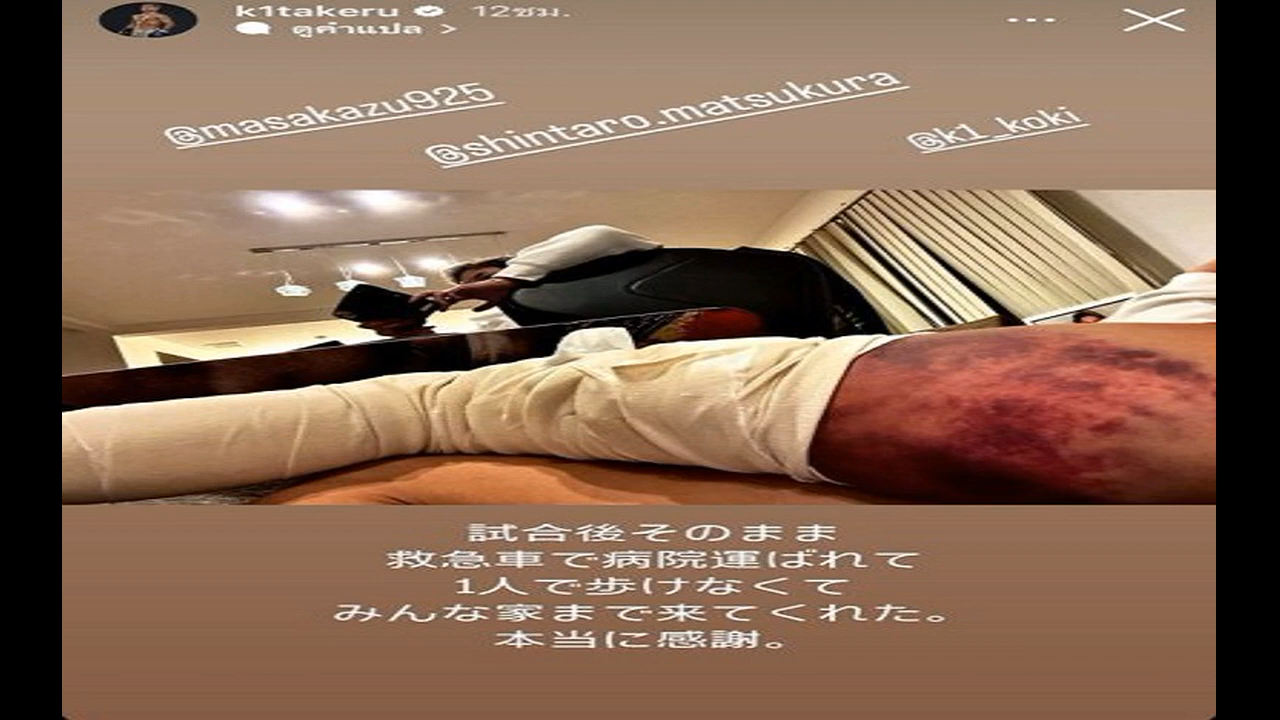 k1takeru 12ชม.
ดูคำแปล >
@masakazu925
@shintaro.matsukura
@k1_koki
試合後そのまま
救急車で病院運ばれて
1人で歩けなくて
みんな家まで来てくれた。
本当に感謝。